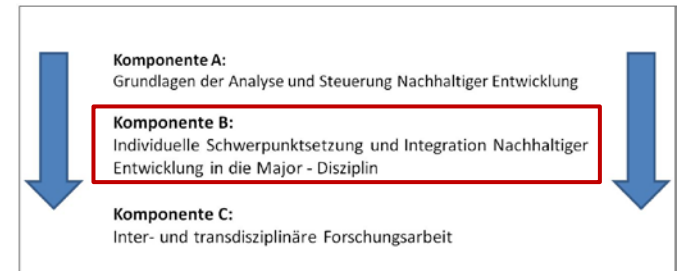 Komponente A:
Grundlagen der Analyse und Steuerung Nachhaltiger Entwicklung
Komponente B:
Individuelle Schwerpunktsetzung und Integration Nachhaltiger
Entwicklung in die Major - Disziplin
Komponente C:
Inter- und transdisziplinäre Forschungsarbeit